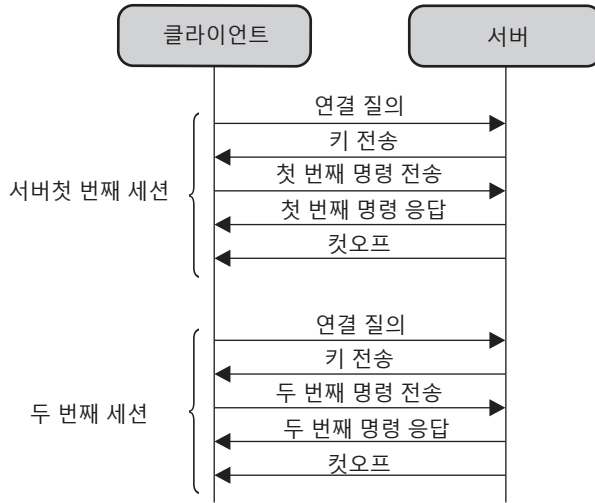 클라이언트
서버
연결 질의
키 전송
첫 번째 명령 전송
서버첫 번째 세션
첫 번째 명령 응답
컷오프
연결 질의
키 전송
두 번째 명령 전송
두 번째 세션
두 번째 명령 응답
컷오프